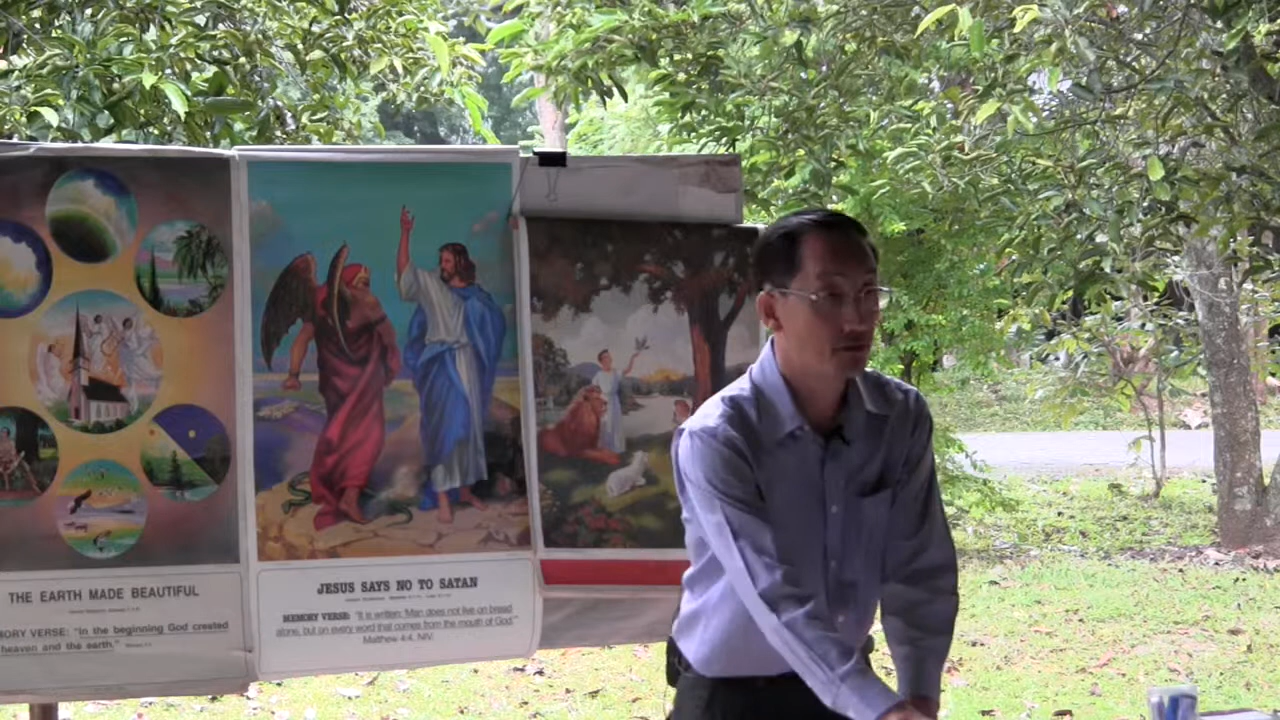 THE EARTH MADE BEAUTIFUL
ORY VERSE: "In the beginning God created
heaven and the earth."
JESUS SAYS NO TO SATAN
MEMORY VERSE: "It is written: 'Man does not live on bread
alone, but on every word that comes from the mouth of God.'"
Matthew 4:4, NIV.